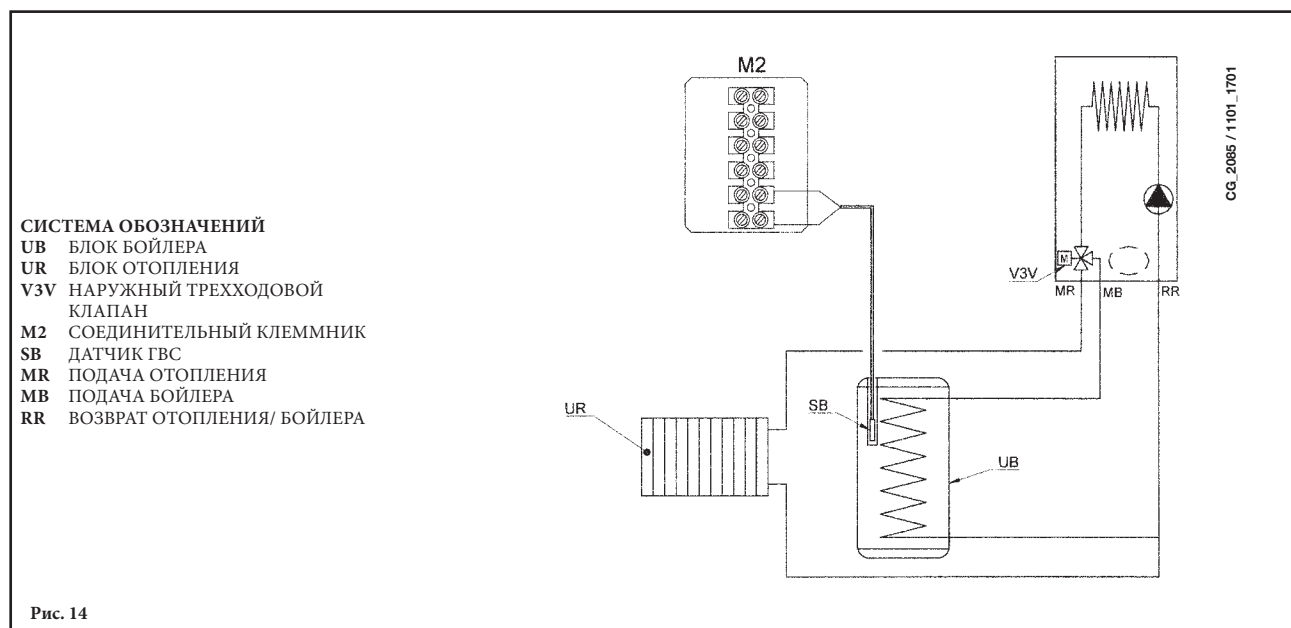 M2
CG_2085 / 1101_1701
СИСТЕМА ОБОЗНАЧЕНИЙ
UB БЛОК БОЙЛЕРА
UR БЛОК ОТОПЛЕНИЯ
V3V НАРУЖНЫЙ ТРЕХХОДОВОЙ
КЛАПАН
M2 СОЕДИНИТЕЛЬНЫЙ КЛЕММНИК
SB ДАТЧИК ГВС
MR ПОДАЧА ОТОПЛЕНИЯ
MB ПОДАЧА БОЙЛЕРА
RR ВОЗВРАТ ОТОПЛЕНИЯ/ БОЙЛЕРА
M
V3V
MR MB RR
UR
SB
UB
Рис. 14